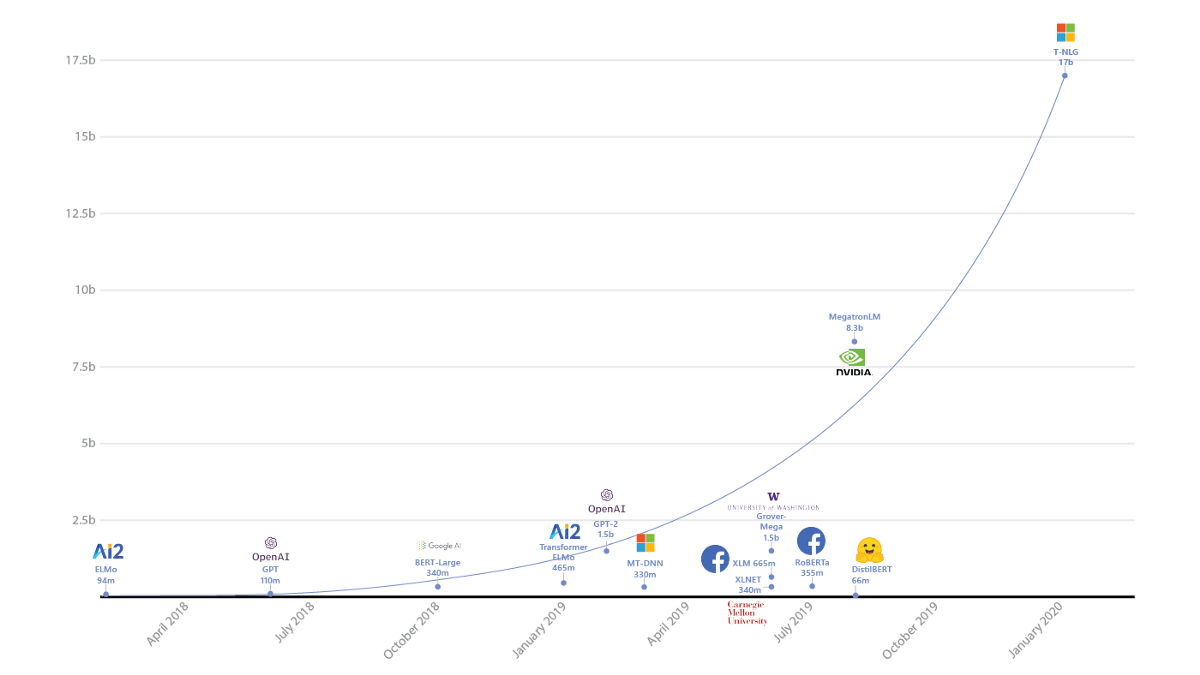 T-NLG
17b
17.5b
15b
12.5b
10b
MegatronLM
8.3b
7.5b
NVIDIA.
5b
2.5b
W
UNIVERSITY of WASHINGTON
Grover-
Mega
1.5b
OpenAI
GPT-2
1.5b
Ai2
Transformer
ELMo
465m
MT-DNN
330m
XLM 665m
XLNET
340m
Carnegie
Mellon
University
RoBERTa
355m
DistilBERT
66m
Google AI
BERT-Large
340m
OpenAI
GPT
110m
Ai2
ELMo
94m
April 2018
July 2018
October 2018
January 2019
April 2019
July 2019
October 2019
January 2020